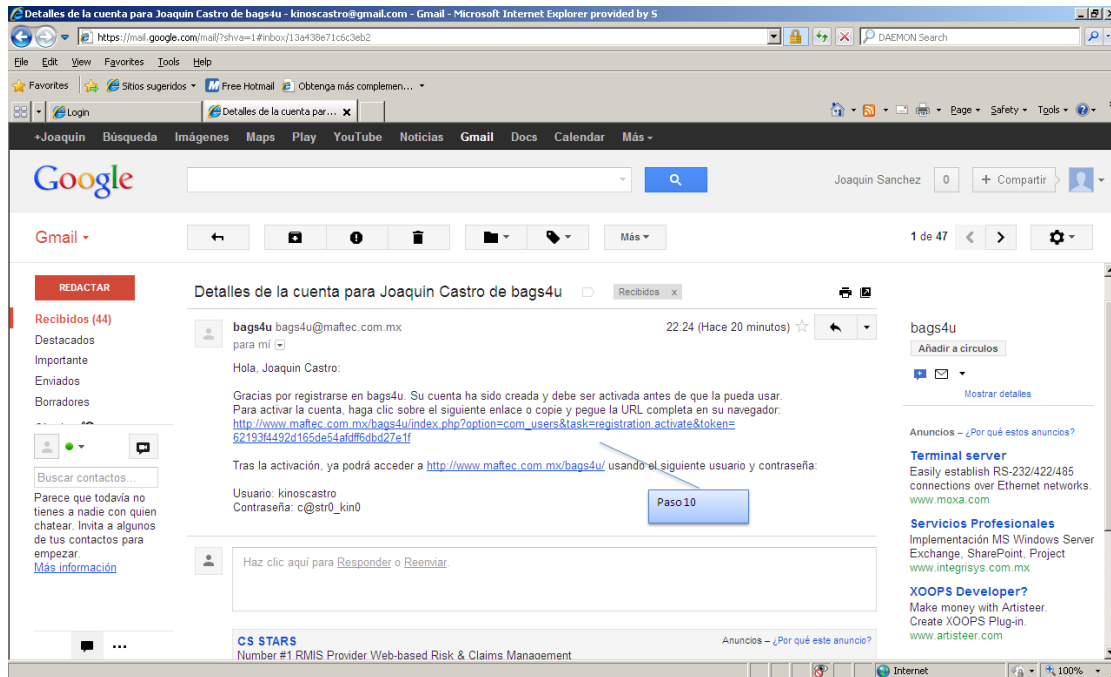 Detalles de la cuenta para Joaquin Castro de bags4u - kinoscastro@gmail.com - Gmail - Microsoft Internet Explorer provided by S
https://mail.google.com/mail/?shva=1#inbox/13a438e71c6c3eb2
DAEMON Search
File Edit View Favorites Tools Help
Favorites Sitios sugeridos Free Hotmail Obtenga más complemen...
Login Detalles de la cuenta par... X Page Safety Tools
+Joaquin Búsqueda Imágenes Maps Play YouTube Noticias Gmail Docs Calendar Más
Google Joaquin Sanchez 0 + Compartir
Gmail Más 1 de 47
REDACTAR
Detalles de la cuenta para Joaquin Castro de bags4u Recibidos x
Recibidos (44)
Destacados
Importante
Enviados
Borradores
Buscar contactos...
Parece que todavía no
tienes a nadie con quien
chatear. Invita a algunos
de tus contactos para
empezar.
Más información
bags4u bags4u@maftec.com.mx 22:24 (Hace 20 minutos)
para mí
Hola, Joaquin Castro:
Gracias por registrarse en bags4u. Su cuenta ha sido creada y debe ser activada antes de que la pueda usar.
Para activar la cuenta, haga clic sobre el siguiente enlace o copie y pegue la URL completa en su navegador:
http://www.maftec.com.mx/bags4u/index.php?option=com_users&task=registration.activate&token=
62193f4492d165de54afdff6dbd27e1f
Tras la activación, ya podrá acceder a http://www.maftec.com.mx/bags4u/ usando el siguiente usuario y contraseña:
Usuario: kinoscastro
Contraseña: c@str0_kin0
Paso 10
Haz clic aquí para Responder o Reenviar.
CS STARS Anuncios – ¿Por qué este anuncio?
Number #1 RMIS Provider Web-based Risk & Claims Management
bags4u
Añadir a círculos
Mostrar detalles
Anuncios – ¿Por qué estos anuncios?
Terminal server
Easily establish RS-232/422/485
connections over Ethernet networks.
www.moxa.com
Servicios Profesionales
Implementación MS Windows Server
Exchange, SharePoint, Project
www.integrisys.com.mx
XOOPS Developer?
Make money with Artisteer.
Create XOOPS Plug-in.
www.artisteer.com
Internet 100%